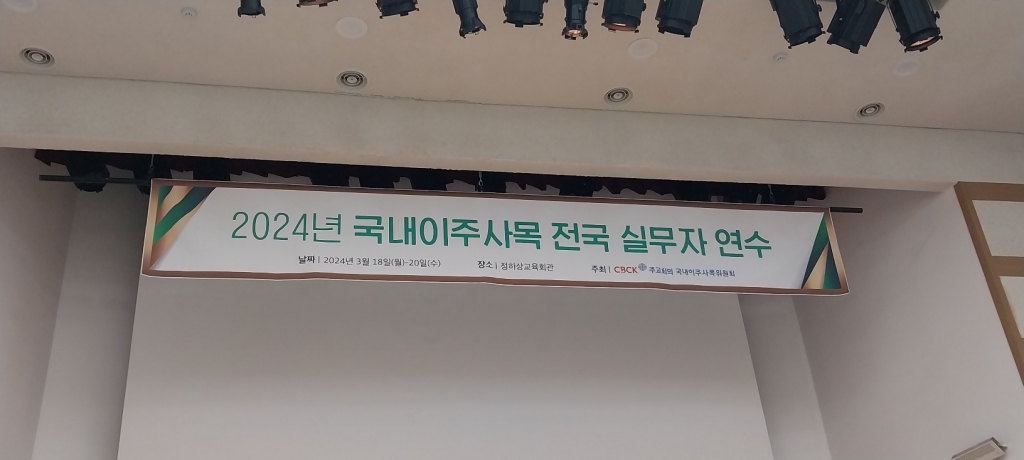 2024년 국내이주사목 전국 실무자 연수
날짜 | 2024년 3월 18일(월)-20일(수) 장소 | 정하상교육회관 주최 | CBCK 주교회의 국내이주사목위원회